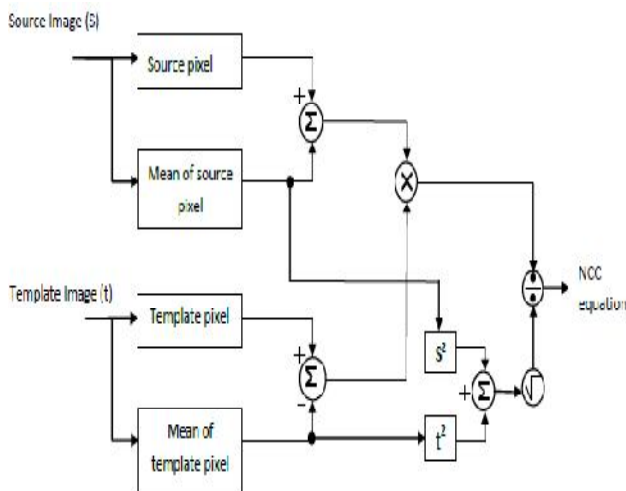 Source Image (S)
Source pixel
+
Σ
Mean of source
pixel
×
÷
NCC
equation
Template Image (t)
Template pixel
+
Σ
-
S²
+
Σ
+
√
Mean of
template pixel
t²